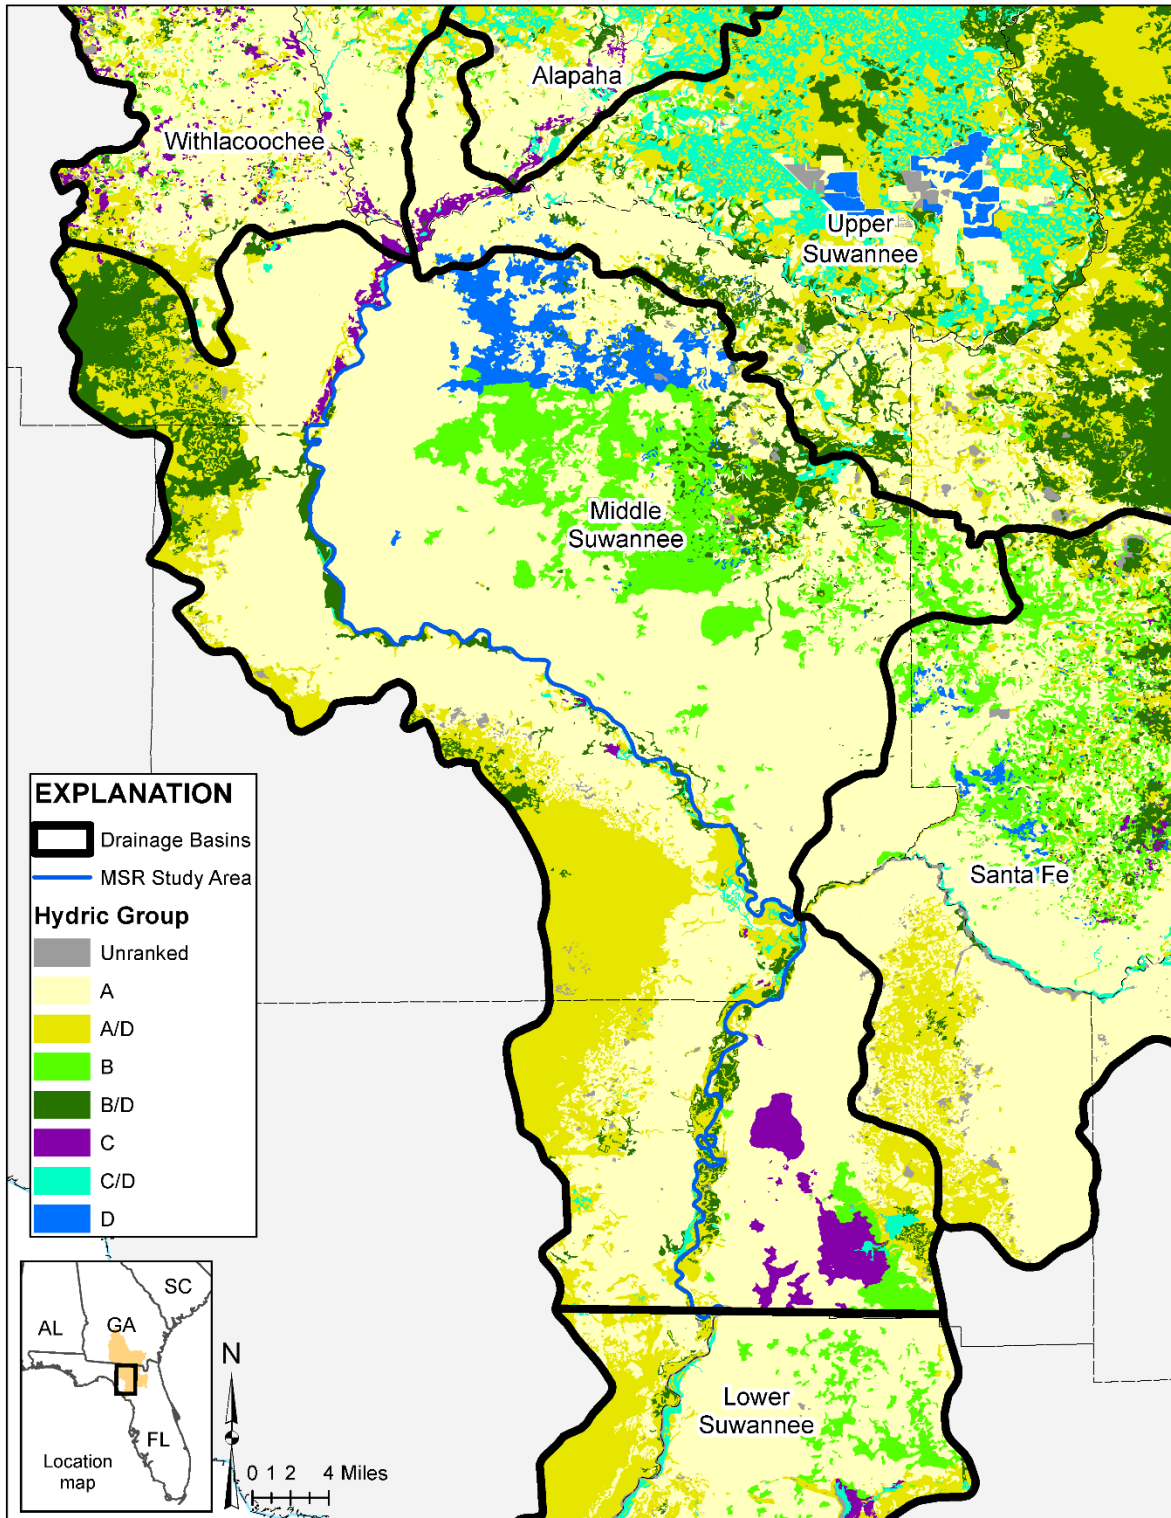 Alapaha
Withlacoochee
Upper
Suwannee
Middle
Suwannee
Santa Fe
Lower
Suwannee
EXPLANATION
Drainage Basins
MSR Study Area
Hydric Group
Unranked
A
A/D
B
B/D
C
C/D
D
SC
AL
GA
FL
Location
map
N
0 1 2 4 Miles